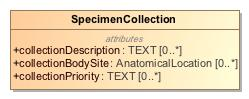 SpecimenCollection
attributes
+collectionDescription : TEXT [0..*]
+collectionBodySite : AnatomicalLocation [0..*]
+collectionPriority : TEXT [0..*]